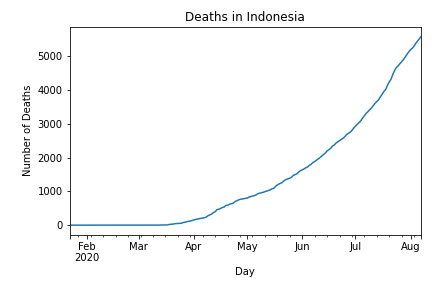 Deaths in Indonesia
Number of Deaths
5000
4000
3000
2000
1000
0
Feb Mar Apr May Jun Jul Aug
2020
Day